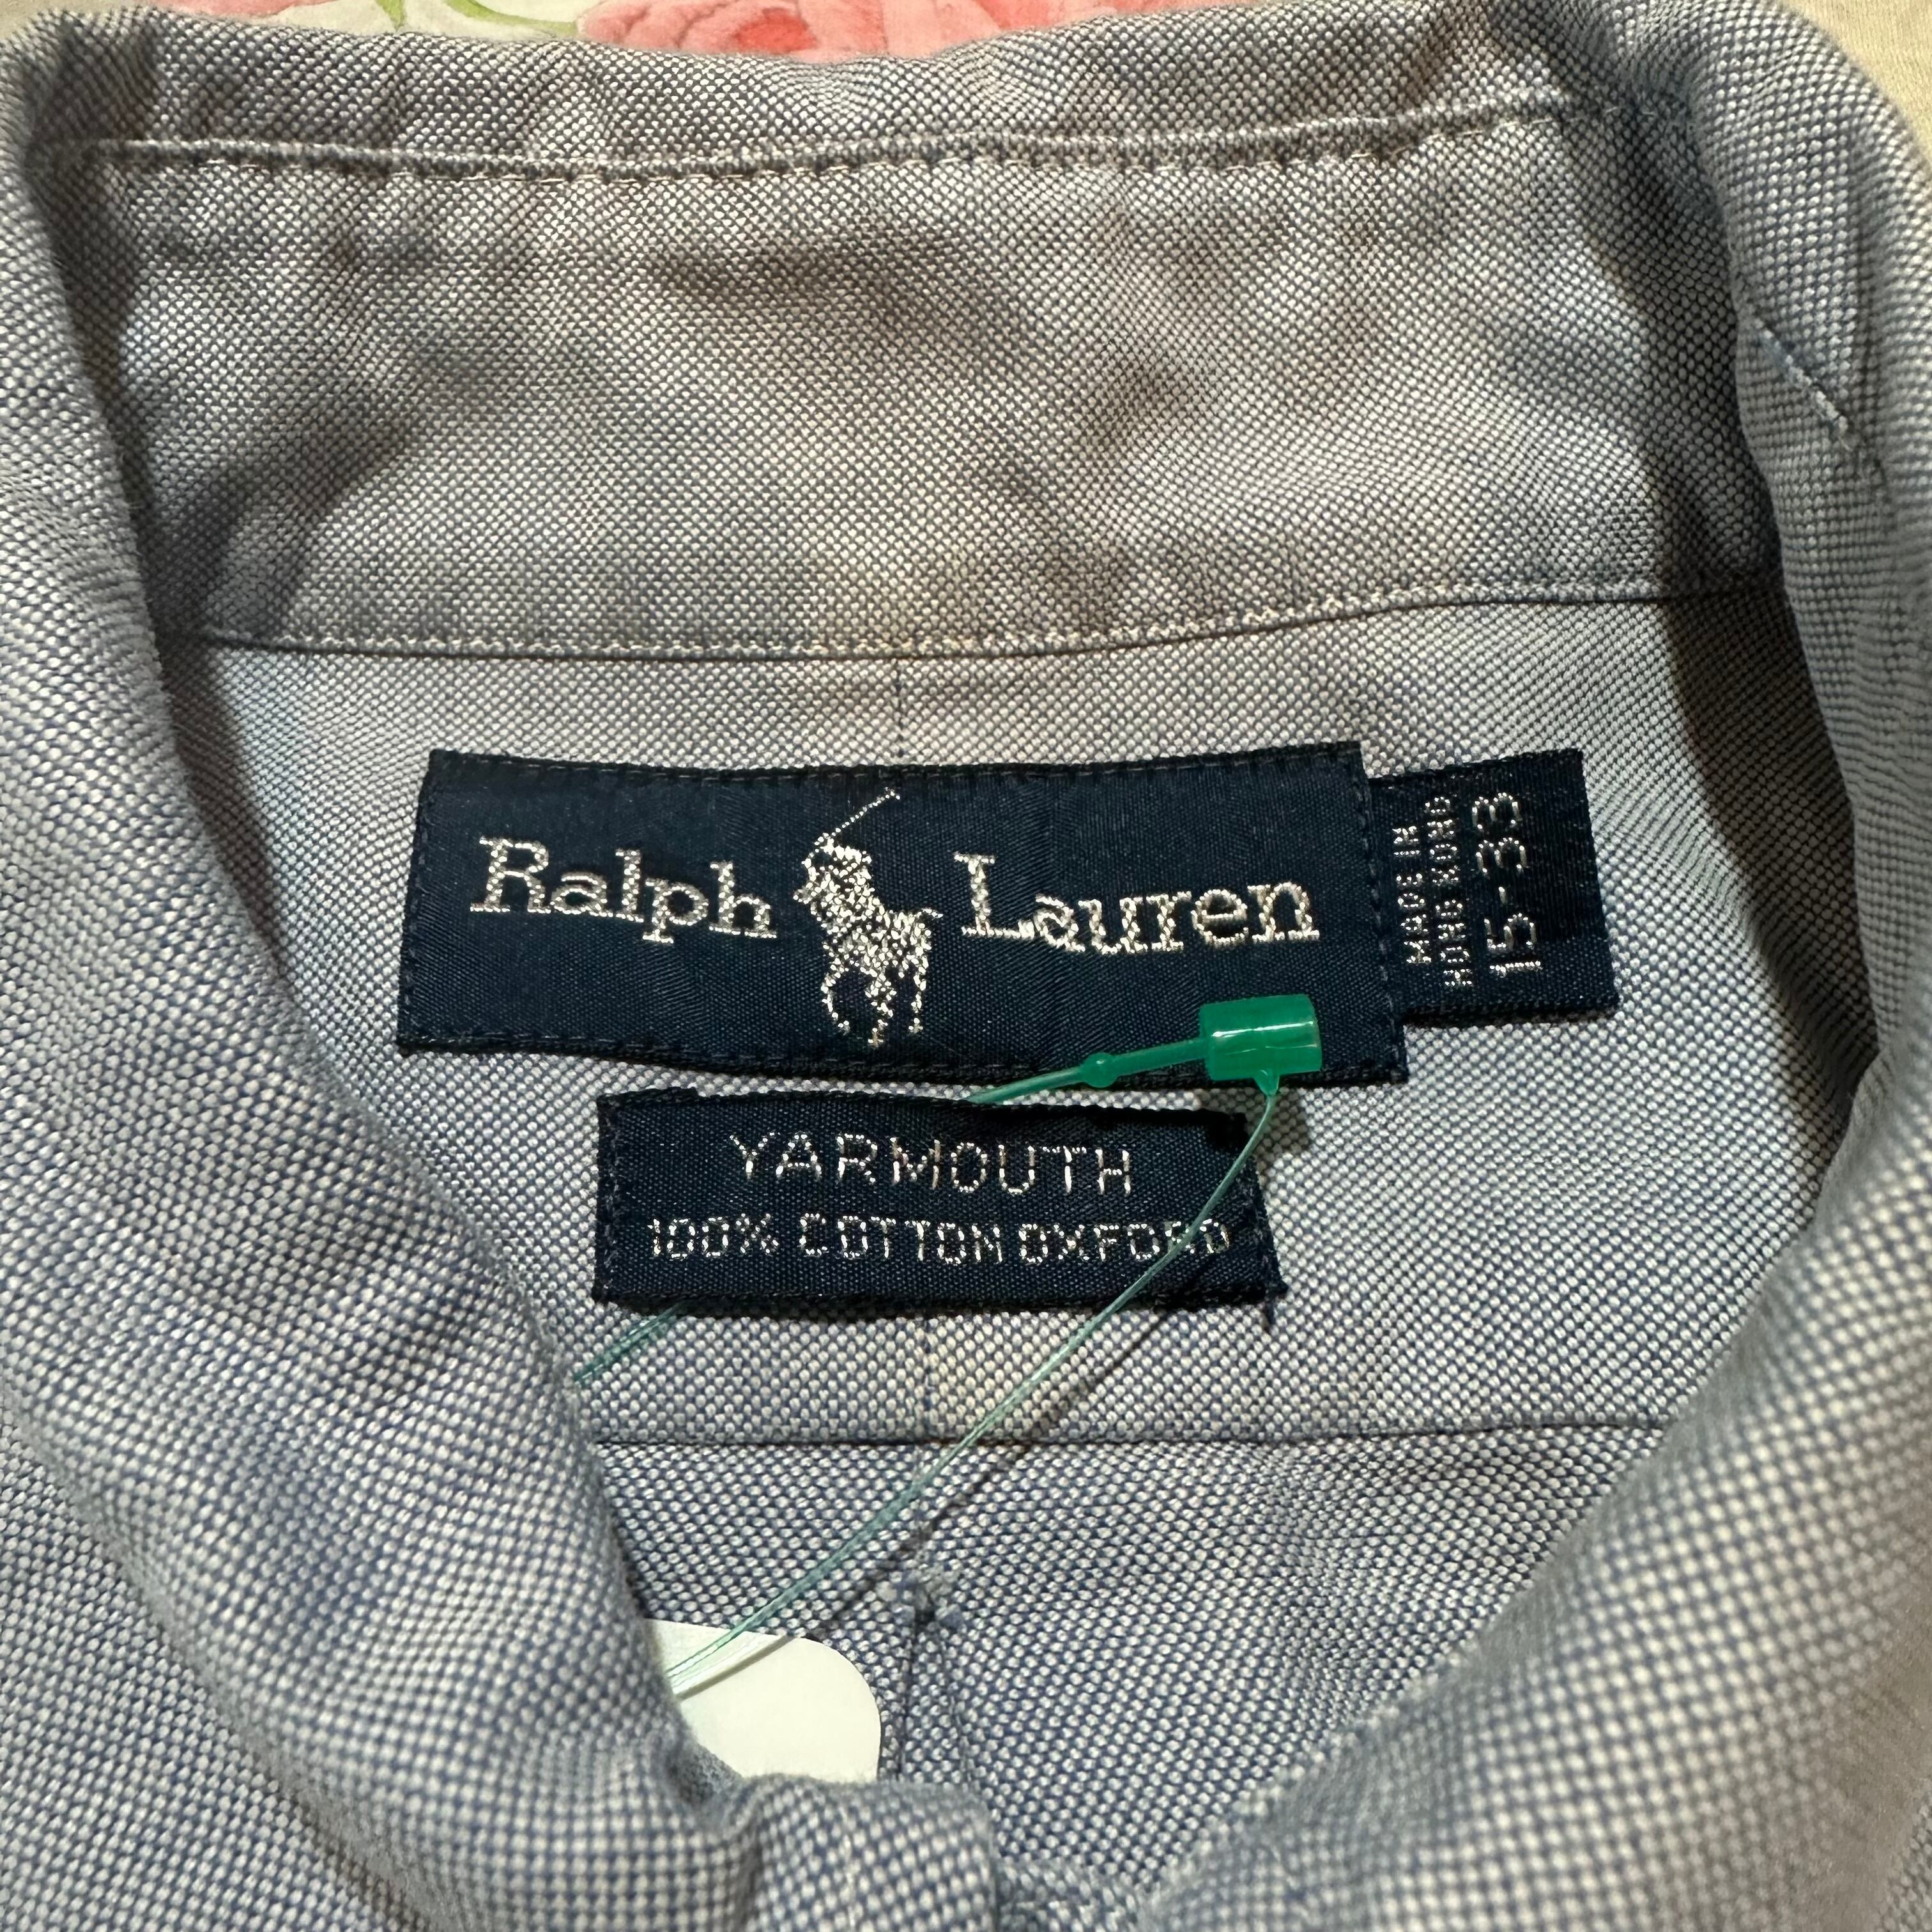 Ralph Lauren
MADE IN
HONG KONG
15-33
YARMOUTH
100% COTTON OXFORD